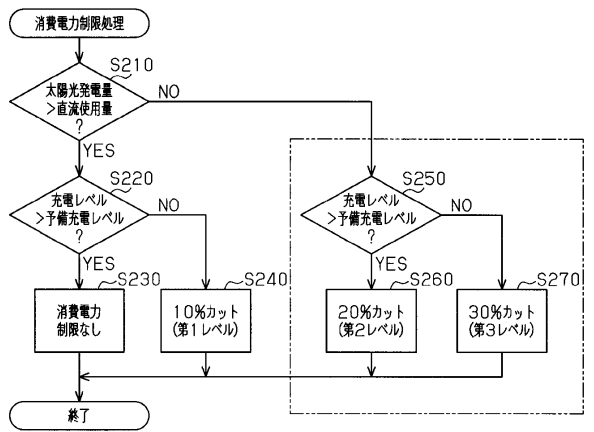 消費電力制限処理
S210
太陽光発電量
>直流使用量
?
NO
YES
S220
充電レベル
>予備充電レベル
?
NO
YES
S250
充電レベル
>予備充電レベル
?
NO
YES
S230
消費電力
制限なし
S240
10%カット
(第1レベル)
S260
20%カット
(第2レベル)
S270
30%カット
(第3レベル)
終了